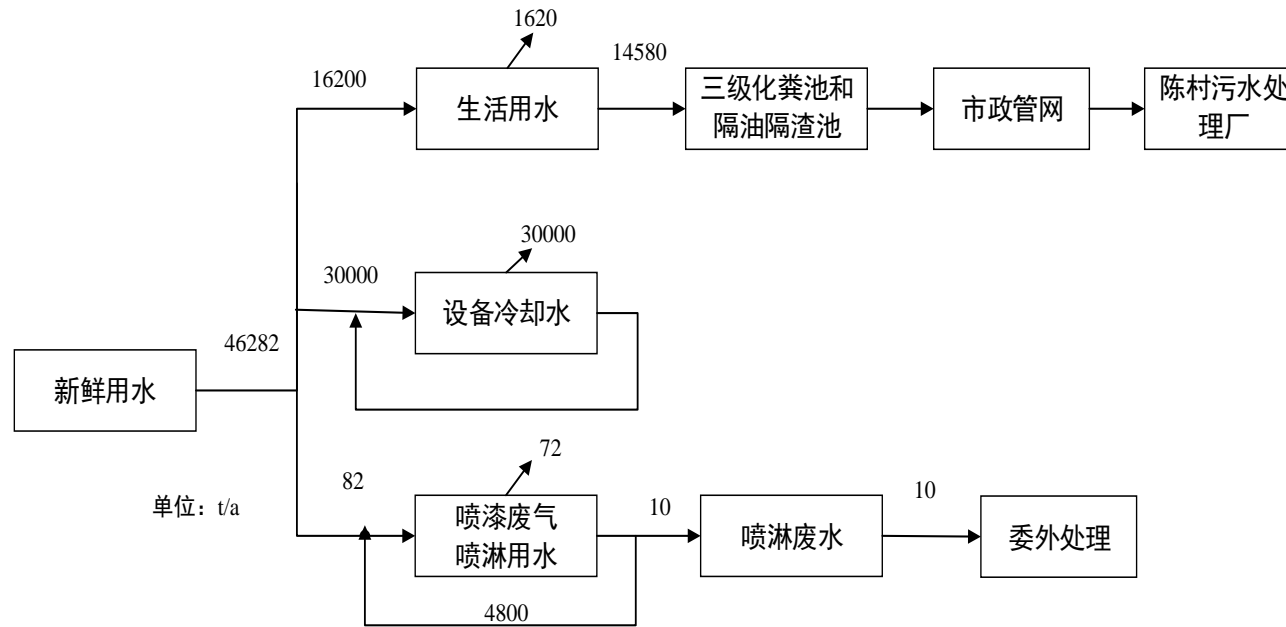 1620
16200
14580
生活用水
三级化粪池和
隔油隔渣池
市政管网
陈村污水处
理厂
30000
30000
设备冷却水
46282
新鲜用水
72
82
单位：t/a
喷漆废气
喷淋用水
10
喷淋废水
10
委外处理
4800